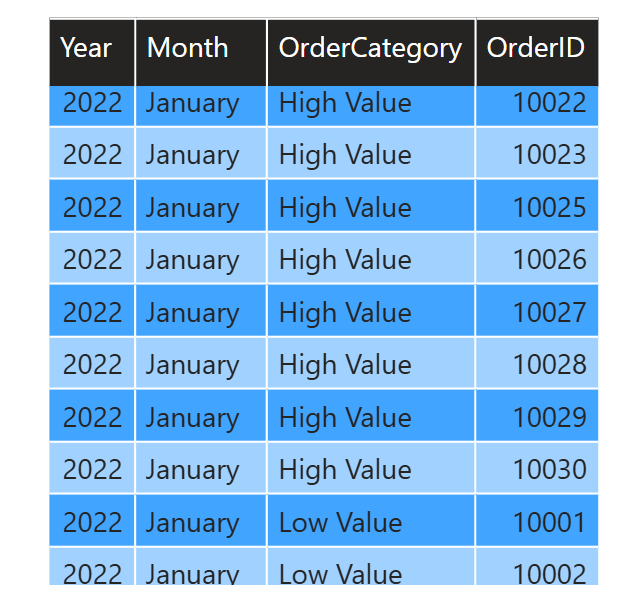 Year Month OrderCategory OrderID
2022 January High Value 10022
2022 January High Value 10023
2022 January High Value 10025
2022 January High Value 10026
2022 January High Value 10027
2022 January High Value 10028
2022 January High Value 10029
2022 January High Value 10030
2022 January Low Value 10001
2022 January Low Value 10002